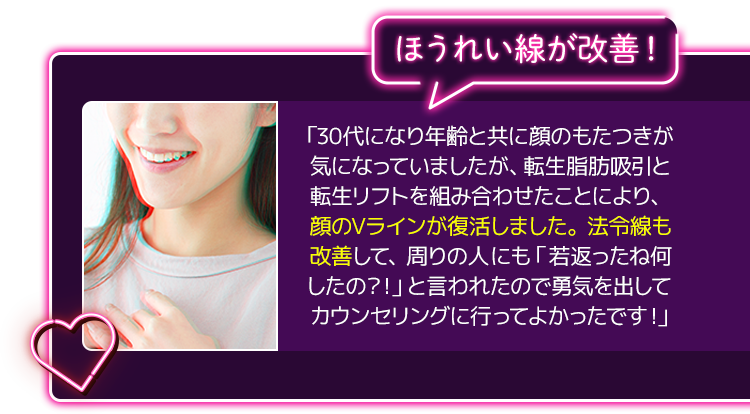 ほうれい線が改善！
「30代になり年齢と共に顔のもたつきが
気になっていましたが、転生脂肪吸引と
転生リフトを組み合わせたことにより、
顔のVラインが復活しました。法令線も
改善して、周りの人にも「若返ったね何
したの？！」と言われたので勇気を出して
カウンセリングに行ってよかったです！」